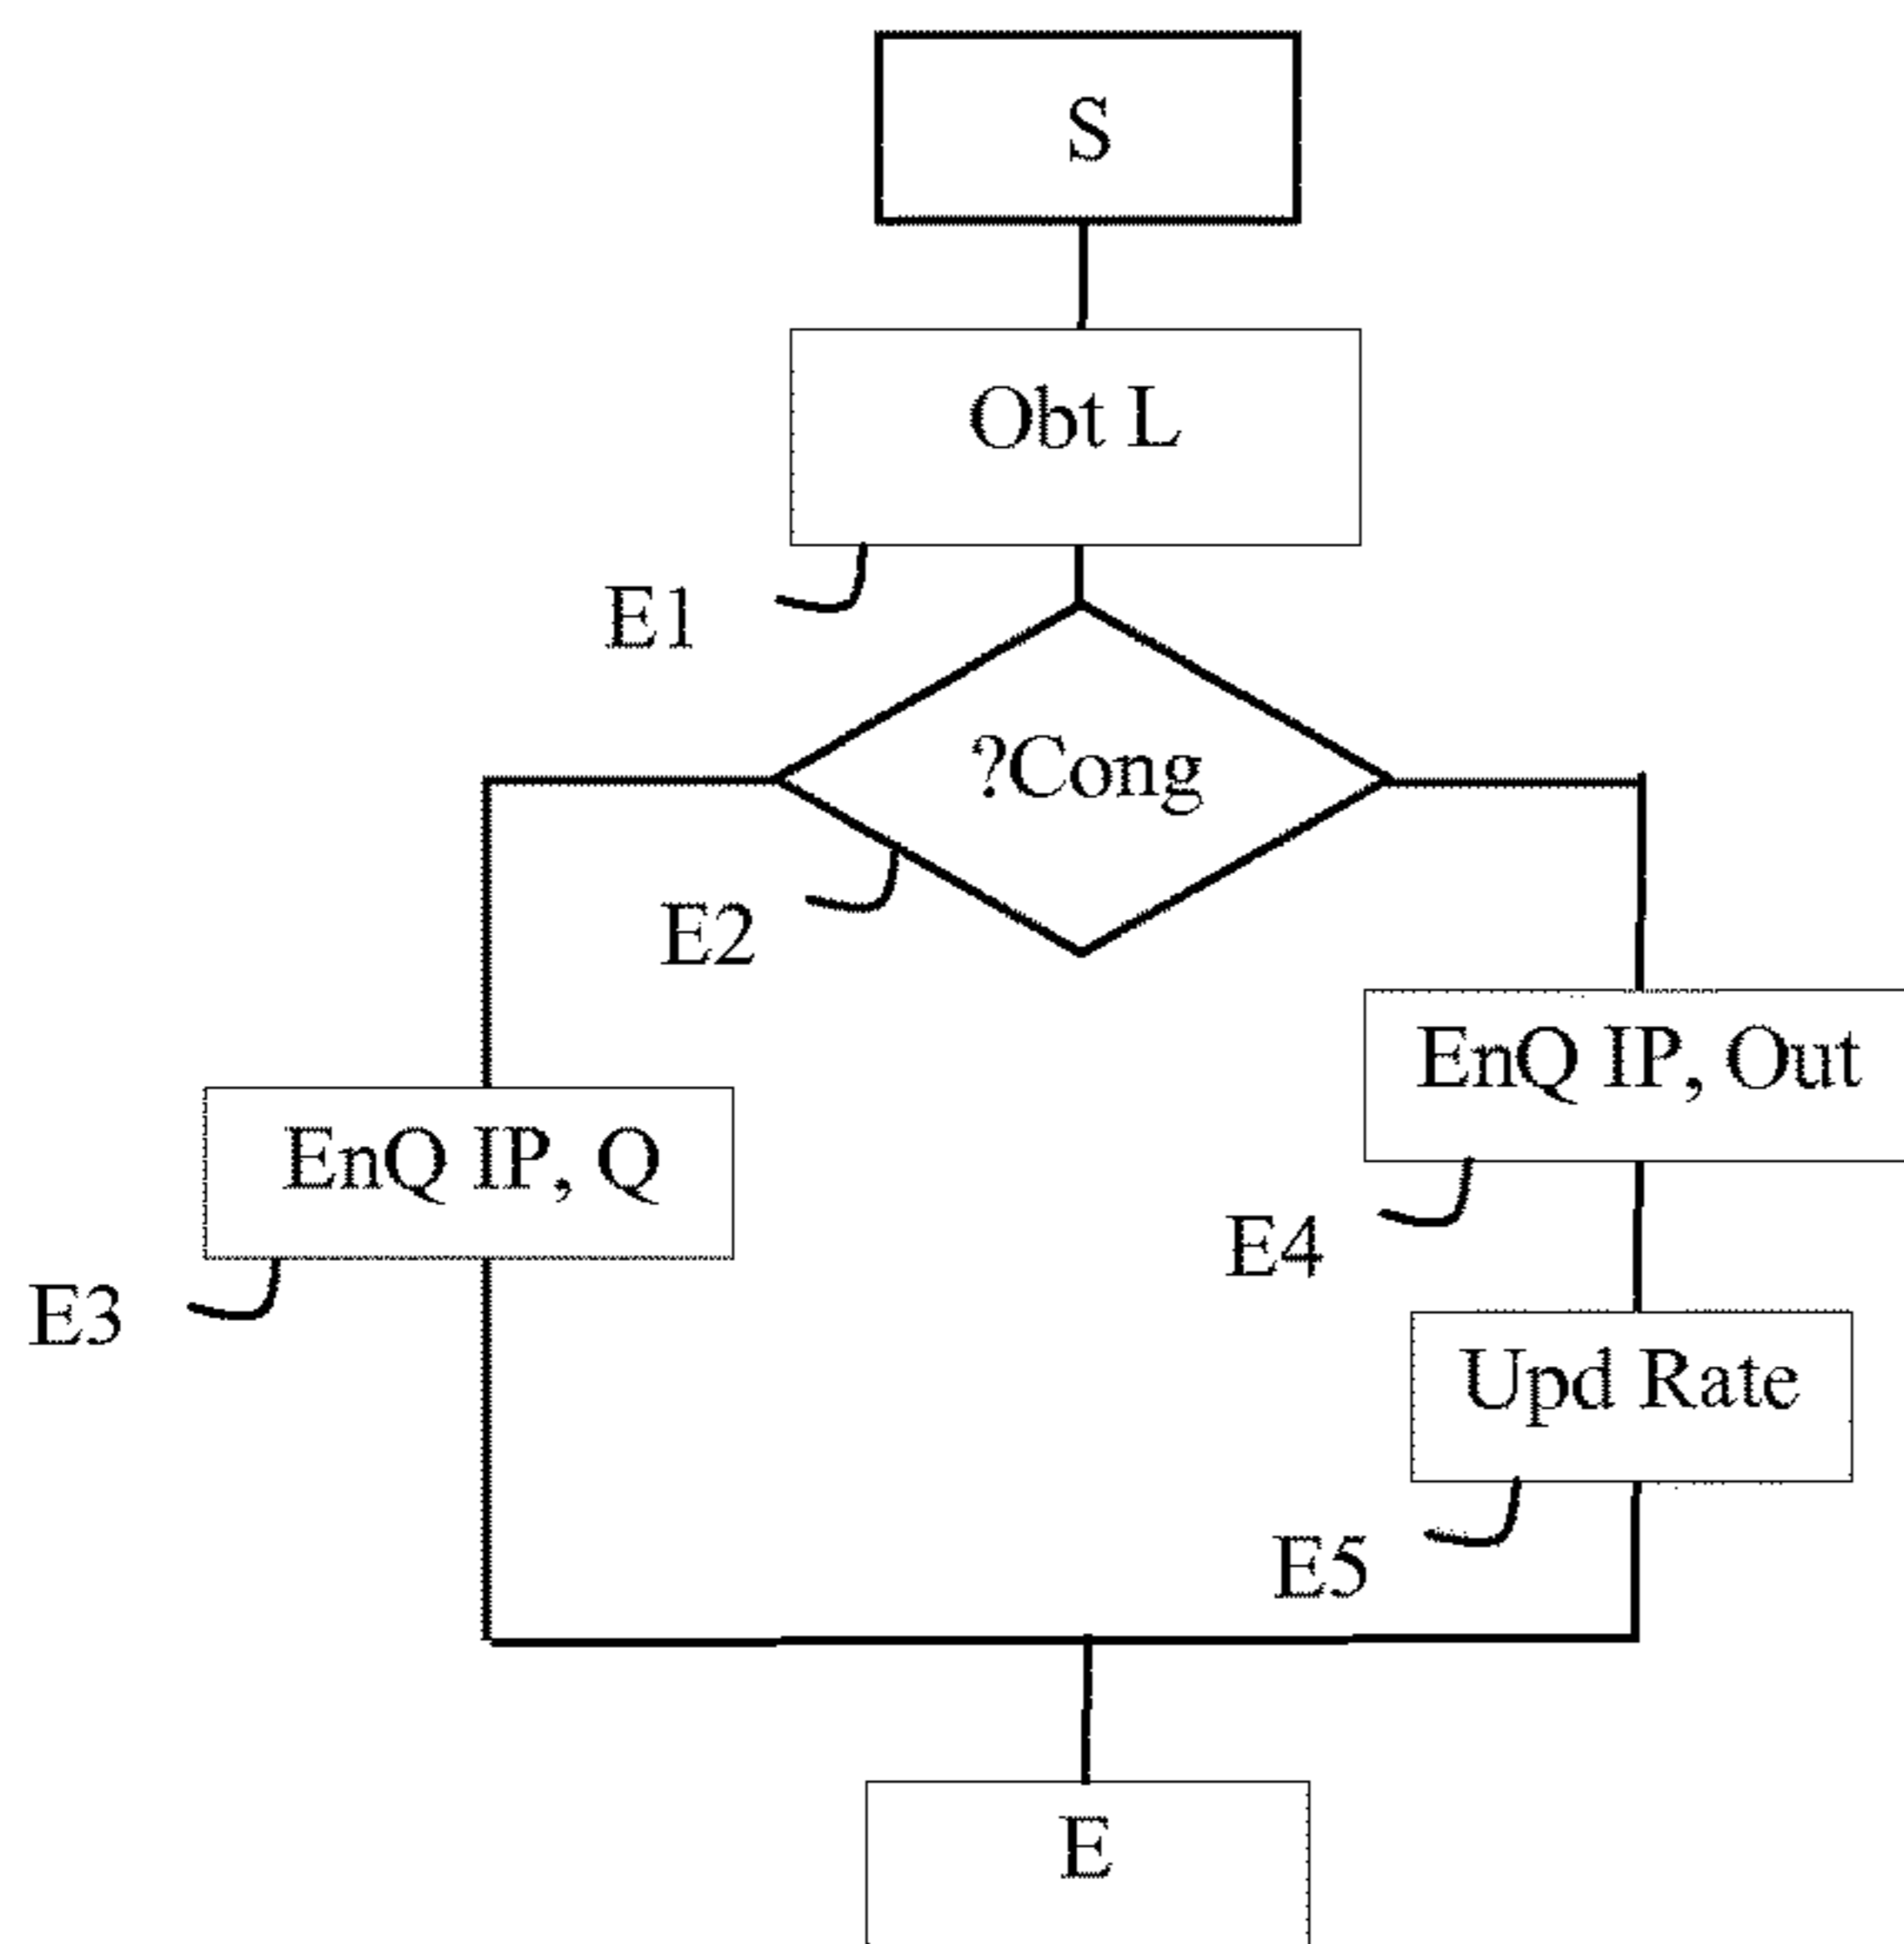 S
Obt L
E1
?Cong
E2
EnQ IP, Out
EnQ IP, Q
E4
E3
Upd Rate
E5
E